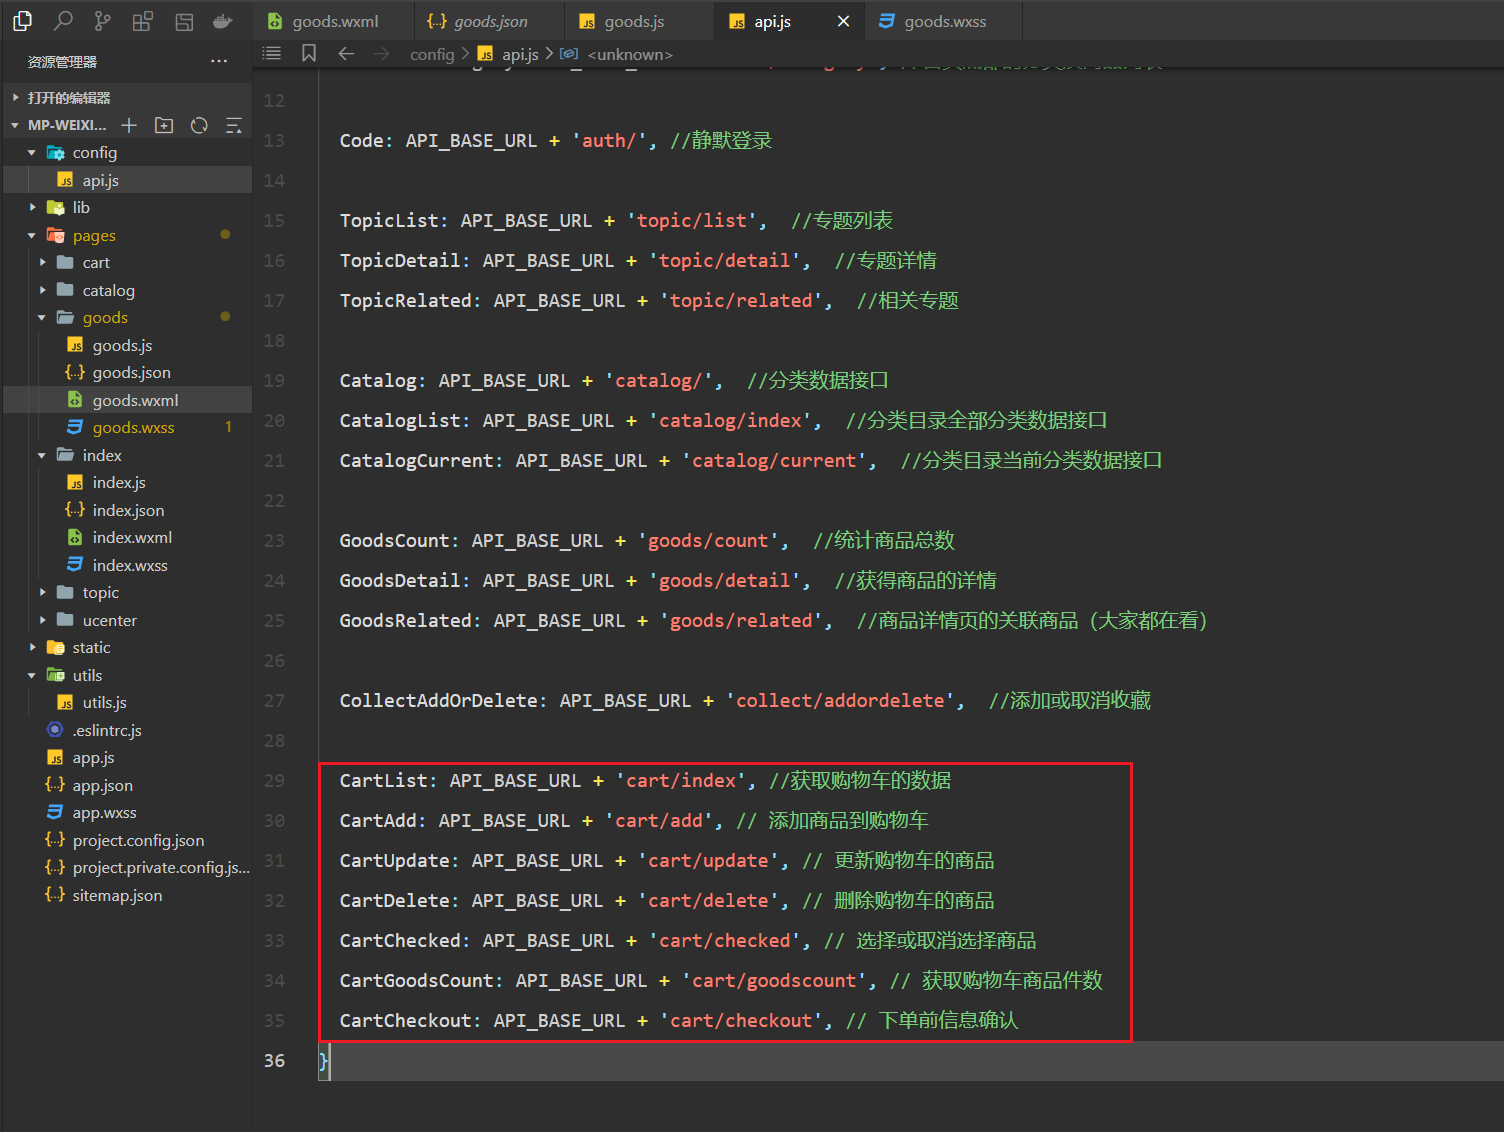 goods.wxml
goods.json
goods.js
api.js
goods.wxss
config
api.js
<unknown>
资源管理器
打开的编辑器
MP-WEIXI...
config
api.js
lib
pages
cart
catalog
goods
goods.js
goods.json
goods.wxml
goods.wxss 1
index
index.js
index.json
index.wxml
index.wxss
topic
ucenter
static
utils
utils.js
.eslintrc.js
app.js
app.json
app.wxss
project.config.json
project.private.config.js...
sitemap.json
12
13 Code: API_BASE_URL + 'auth/', //静默登录
14
15 TopicList: API_BASE_URL + 'topic/list',  //专题列表
16 TopicDetail: API_BASE_URL + 'topic/detail',  //专题详情
17 TopicRelated: API_BASE_URL + 'topic/related',  //相关专题
18
19 Catalog: API_BASE_URL + 'catalog/',  //分类数据接口
20 CatalogList: API_BASE_URL + 'catalog/index',  //分类目录全部分类数据接口
21 CatalogCurrent: API_BASE_URL + 'catalog/current',  //分类目录当前分类数据接口
22
23 GoodsCount: API_BASE_URL + 'goods/count',  //统计商品总数
24 GoodsDetail: API_BASE_URL + 'goods/detail',  //获得商品的详情
25 GoodsRelated: API_BASE_URL + 'goods/related',  //商品详情页的关联商品（大家都在看）
26
27 CollectAddOrDelete: API_BASE_URL + 'collect/addordelete',  //添加或取消收藏
28
29 CartList: API_BASE_URL + 'cart/index', //获取购物车的数据
30 CartAdd: API_BASE_URL + 'cart/add', // 添加商品到购物车
31 CartUpdate: API_BASE_URL + 'cart/update', // 更新购物车的商品
32 CartDelete: API_BASE_URL + 'cart/delete', // 删除购物车的商品
33 CartChecked: API_BASE_URL + 'cart/checked', // 选择或取消选择商品
34 CartGoodsCount: API_BASE_URL + 'cart/goodscount', // 获取购物车商品件数
35 CartCheckout: API_BASE_URL + 'cart/checkout', // 下单前信息确认
36 }